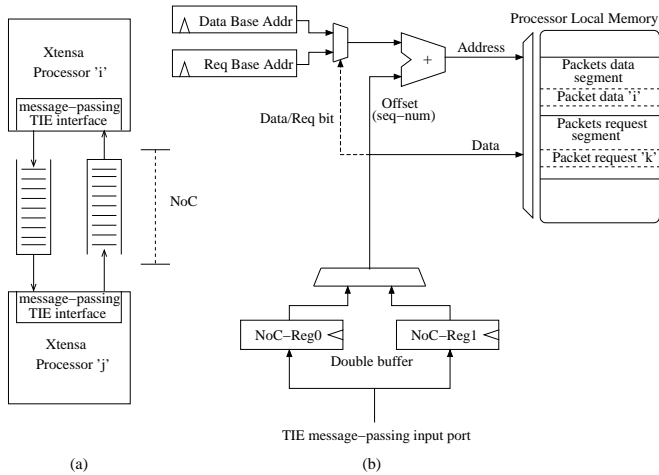 Xtensa
Processor 'i'
message−passing
TIE interface
NoC
message−passing
TIE interface
Xtensa
Processor 'j'
(a)
Data Base Addr
Req Base Addr
Data/Req bit
+
Offset
(seq−num)
Address
Data
Processor Local Memory
Packets data
segment
Packet data 'i'
Packets request
segment
Packet request 'k'
NoC−Reg0
NoC−Reg1
Double buffer
TIE message−passing input port
(b)